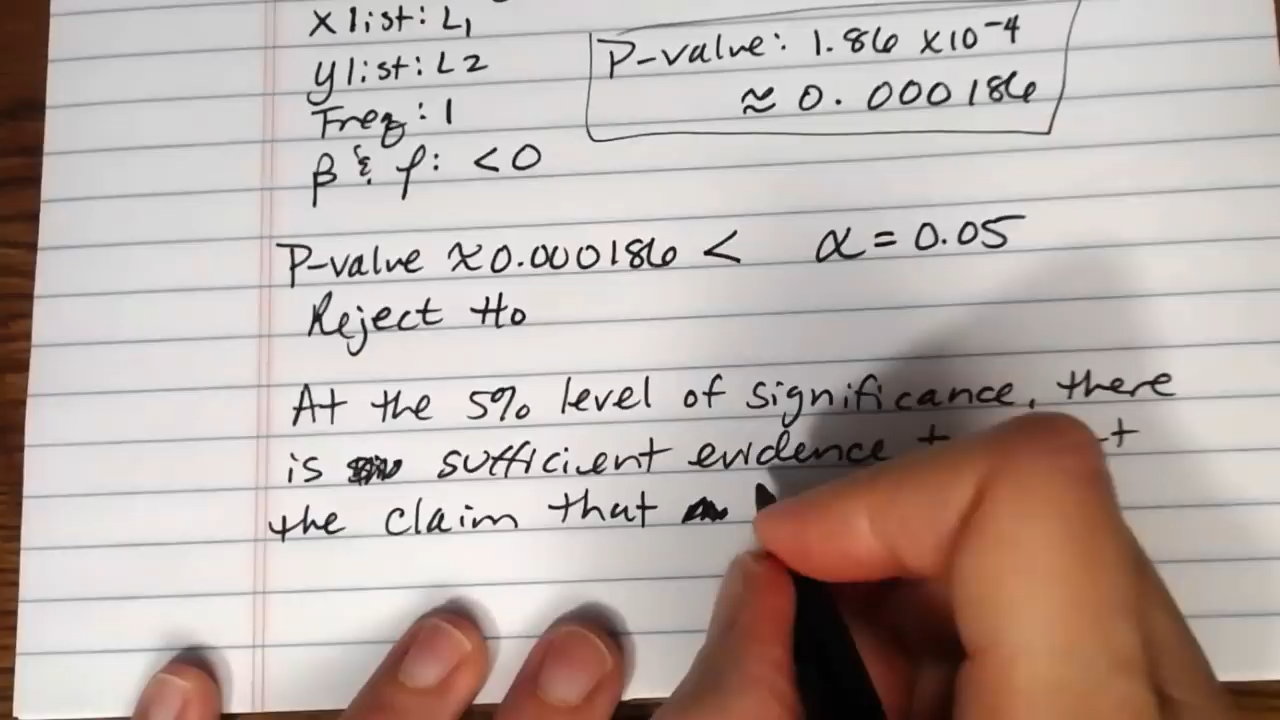 X list: L1
y list: L2
Freq: 1
β & ρ: < 0
P-value: 1.86 x10⁻⁴
≈ 0.000186
P-value ≈ 0.000186 < α = 0.05
Reject Ho
At the 5% level of significance, there
is sufficient evidence
the claim that